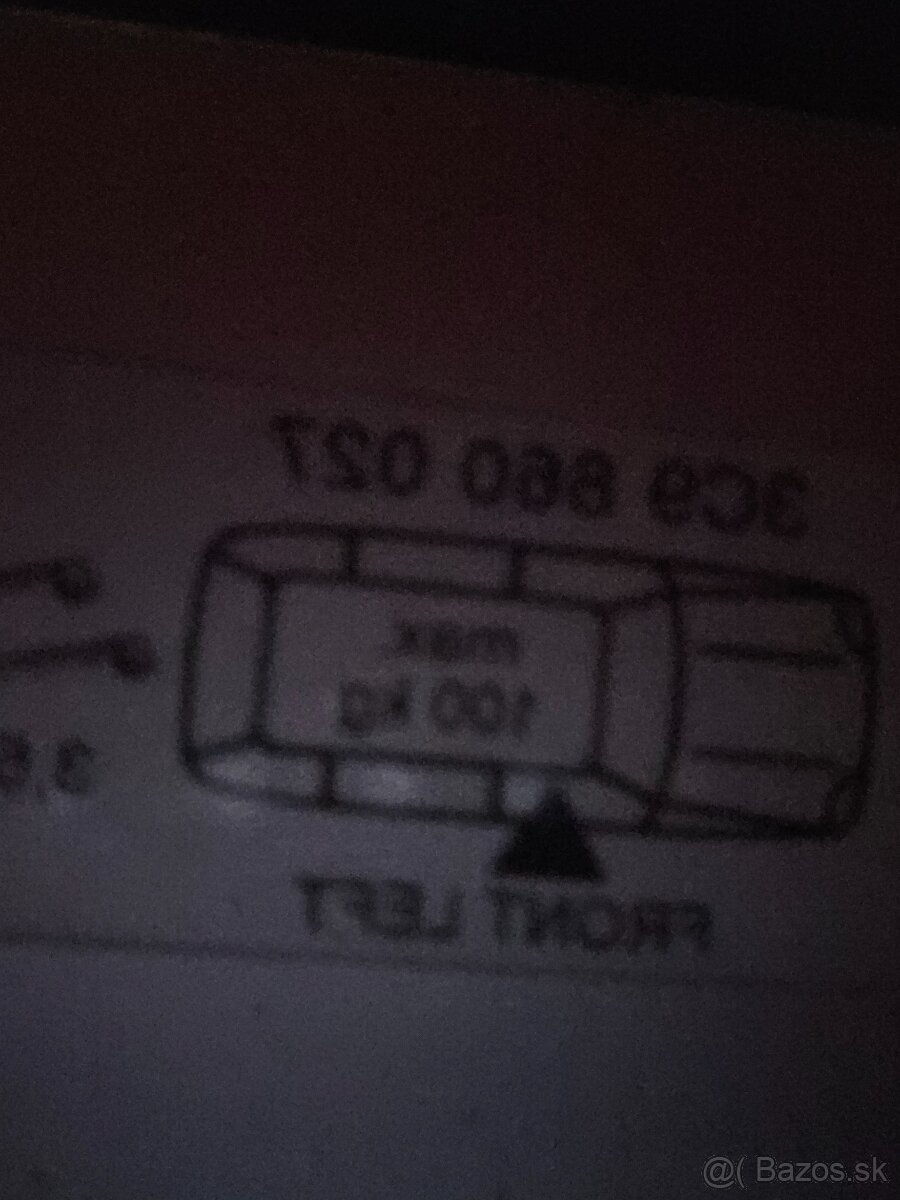 3C9 860 027
max
100 kg
FRONT LEFT
@( Bazos.sk